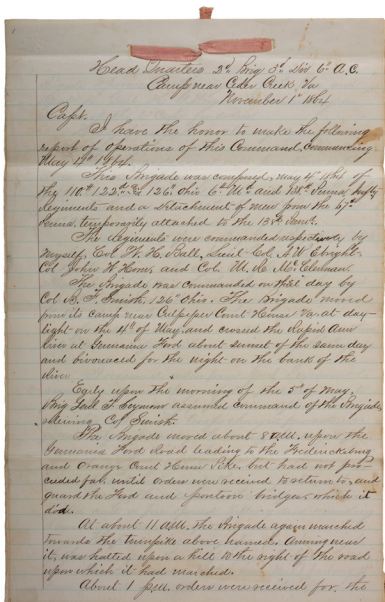 Head Quarters 2d Brig 3d Div 6th A.C.
Camp near Cedar Creek, Va
November 1st 1864
Capt.
I have the honor to make the following
report of operations of this Command, commencing
May 4th 1864.
This Brigade was composed, May 4th 1864 of
the 110th 122nd & 126th Ohio 6th Md and 138th Penna Infty
Regiments and a detachment of men from the 67th
Penna, temporarily attached to the 138th Penna.
The Regiments were commanded respectively by
myself, Col W. H. Ball, Lieut Col A W Ebright
Col John W Horn, and Col M. R. McClennan.
The Brigade was commanded on that day by
Col B. F. Smith, 126th Ohio. The Brigade moved
from its camp near Culpeper Court House Va. at day-
light on the 4th of May and crossed the Rapid Ann
river at Germania Ford about sunset of the same day
and bivouaced for the night on the bank of the
river.
Early upon the morning of the 5th of May,
Brig Genl T. Seymour assumed command of the Brigade,
relieving Col Smith.
The Brigade moved about 8 A.M. upon the
Germania Ford Road leading to the Fredericksburg
and Orange Court House Pike, but had not pro-
ceeded far, until orders were received to return to, and
guard the Ford and pontoon bridges, which it
did.
At about 11 A.M. the Brigade again marched
towards the turnpike above named. Arriving near
it, was halted upon a hill to the right of the road
upon which it had marched.
About 1 P.M. orders were received for the